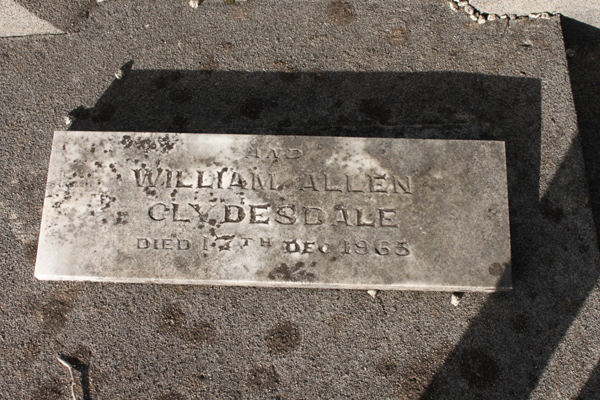 AND
WILLIAM ALLEN
CLYDESDALE
DIED 17TH DEC 1963